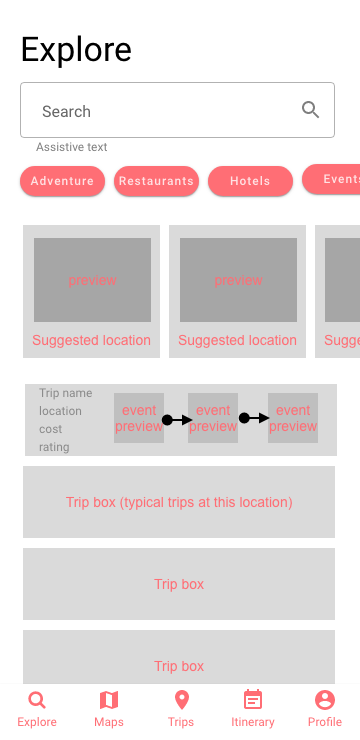 Explore
Search
Assistive text
Adventure Restaurants Hotels Events
preview preview
Suggested location Suggested location
Trip name
location
cost
rating
event preview event preview event preview
Trip box (typical trips at this location)
Trip box
Trip box
Explore Maps Trips Itinerary Profile